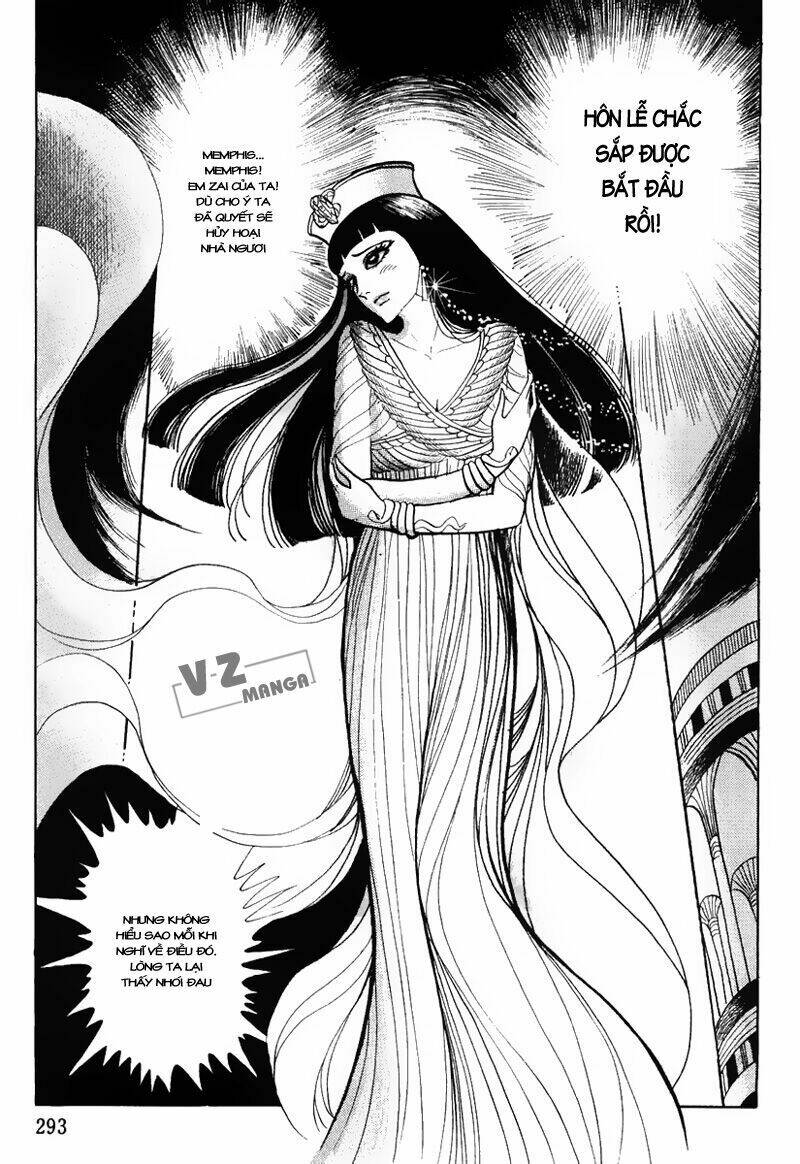 HÔN LỄ CHẮC
SẮP ĐƯỢC
BẮT ĐẦU
RỒI!
MEMPHIS...
MEMPHIS!
EM ZAI CỦA TA!
DÙ CHO Ý TA
ĐÃ QUYẾT SẼ
HỦY HOẠI
NHÀ NGƯƠI
V-Z
MANGA
NHƯNG KHÔNG
HIỂU SAO MỖI KHI
NGHĨ VỀ ĐIỀU ĐÓ.
LÒNG TA LẠI
THẤY NHÓI ĐAU
293